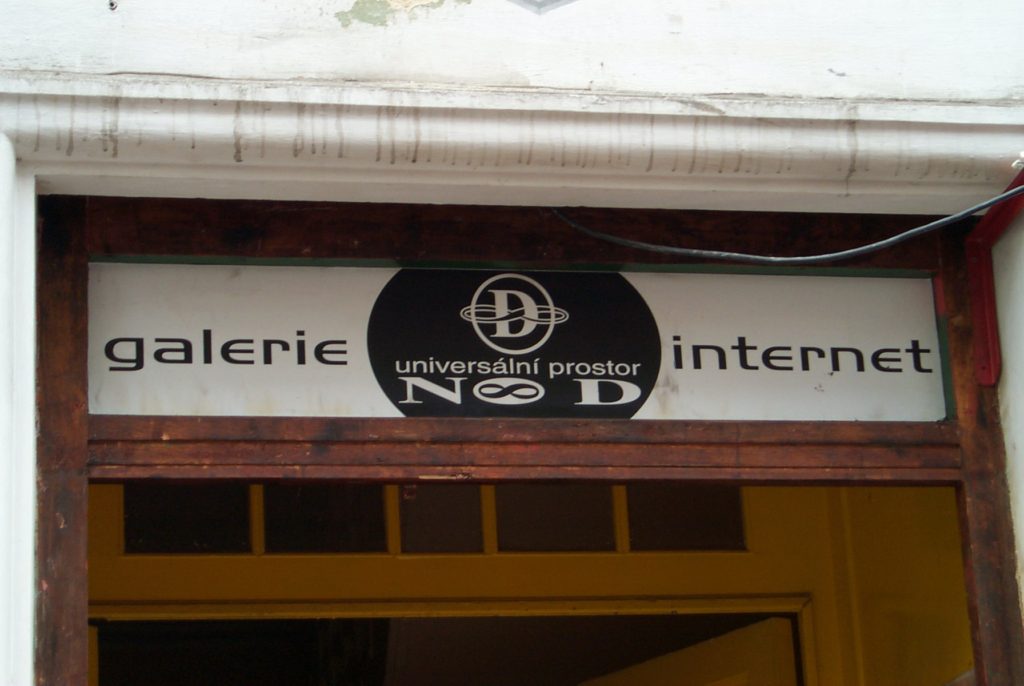 galerie
D
universální prostor
N∞D
internet